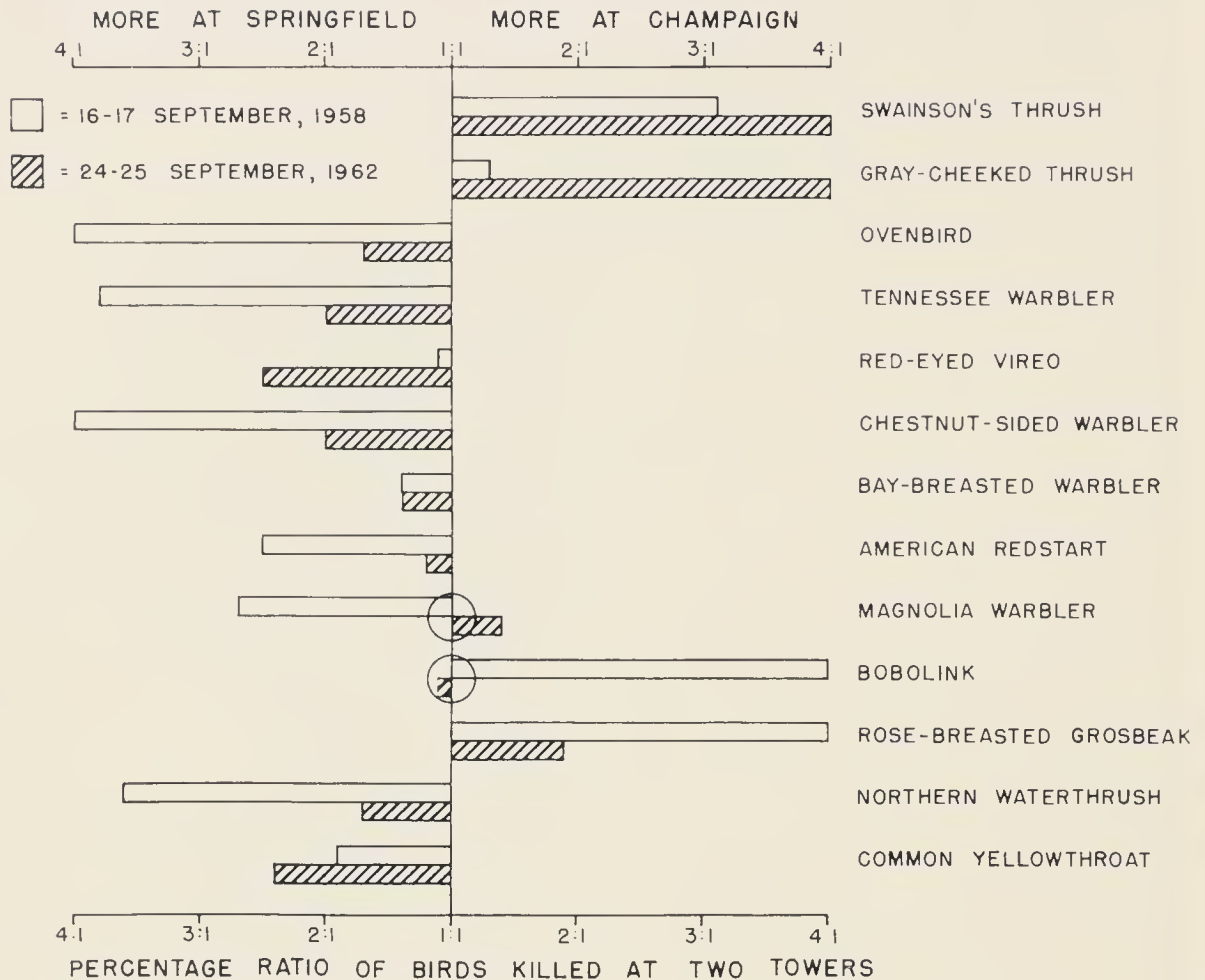 MORE AT SPRINGFIELD MORE AT CHAMPAIGN
4:1 3:1 2:1 1:1 2:1 3:1 4:1
= 16-17 SEPTEMBER, 1958
= 24-25 SEPTEMBER, 1962
SWAINSON'S THRUSH
GRAY-CHEEKED THRUSH
OVENBIRD
TENNESSEE WARBLER
RED-EYED VIREO
CHESTNUT-SIDED WARBLER
BAY-BREASTED WARBLER
AMERICAN REDSTART
MAGNOLIA WARBLER
BOBOLINK
ROSE-BREASTED GROSBEAK
NORTHERN WATERTHRUSH
COMMON YELLOWTHROAT
4:1 3:1 2:1 1:1 2:1 3:1 4:1
PERCENTAGE RATIO OF BIRDS KILLED AT TWO TOWERS